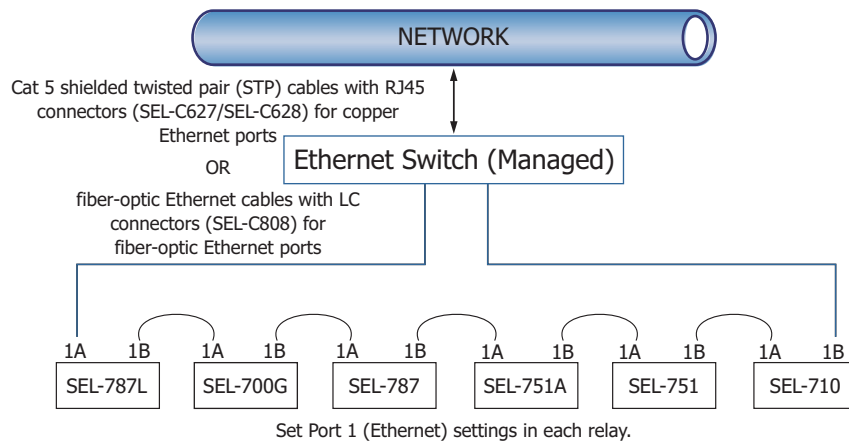 NETWORK
Cat 5 shielded twisted pair (STP) cables with RJ45
connectors (SEL-C627/SEL-C628) for copper
Ethernet ports
OR
fiber-optic Ethernet cables with LC
connectors (SEL-C808) for
fiber-optic Ethernet ports
Ethernet Switch (Managed)
1A 1B 1A 1B 1A 1B 1A 1B 1A 1B 1A 1B
SEL-787L SEL-700G SEL-787 SEL-751A SEL-751 SEL-710
Set Port 1 (Ethernet) settings in each relay.